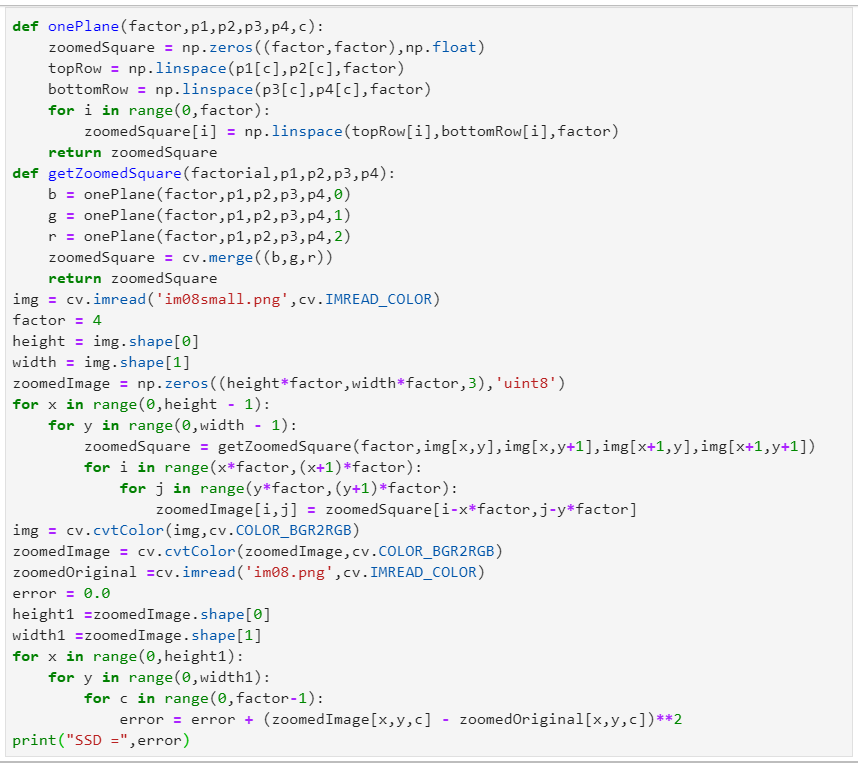 def onePlane(factor,p1,p2,p3,p4,c):
    zoomedSquare = np.zeros((factor,factor),np.float)
    topRow = np.linspace(p1[c],p2[c],factor)
    bottomRow = np.linspace(p3[c],p4[c],factor)
    for i in range(0,factor):
        zoomedSquare[i] = np.linspace(topRow[i],bottomRow[i],factor)
    return zoomedSquare
def getZoomedSquare(factorial,p1,p2,p3,p4):
    b = onePlane(factor,p1,p2,p3,p4,0)
    g = onePlane(factor,p1,p2,p3,p4,1)
    r = onePlane(factor,p1,p2,p3,p4,2)
    zoomedSquare = cv.merge((b,g,r))
    return zoomedSquare
img = cv.imread('im08small.png',cv.IMREAD_COLOR)
factor = 4
height = img.shape[0]
width = img.shape[1]
zoomedImage = np.zeros((height*factor,width*factor,3),'uint8')
for x in range(0,height - 1):
    for y in range(0,width - 1):
        zoomedSquare = getZoomedSquare(factor,img[x,y],img[x,y+1],img[x+1,y],img[x+1,y+1])
        for i in range(x*factor,(x+1)*factor):
            for j in range(y*factor,(y+1)*factor):
                zoomedImage[i,j] = zoomedSquare[i-x*factor,j-y*factor]
img = cv.cvtColor(img,cv.COLOR_BGR2RGB)
zoomedImage = cv.cvtColor(zoomedImage,cv.COLOR_BGR2RGB)
zoomedOriginal =cv.imread('im08.png',cv.IMREAD_COLOR)
error = 0.0
height1 =zoomedImage.shape[0]
width1 =zoomedImage.shape[1]
for x in range(0,height1):
    for y in range(0,width1):
        for c in range(0,factor-1):
            error = error + (zoomedImage[x,y,c] - zoomedOriginal[x,y,c])**2
print("SSD =",error)